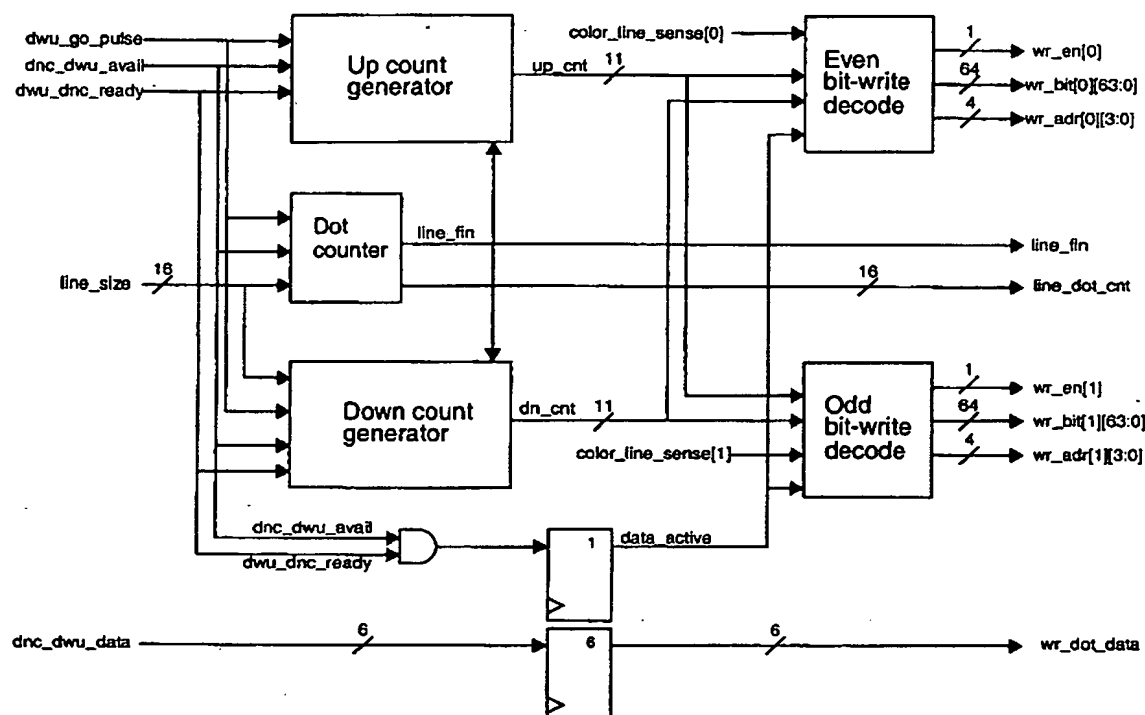 dwu_go_pulse
dnc_dwu_avail
dwu_dnc_ready
Up count
generator
up_cnt
11
color_line_sense[0]
Even
bit-write
decode
1
wr_en[0]
64
wr_bit[0][63:0]
4
wr_adr[0][3:0]
Dot
counter
line_fin
line_fin
line_size
16
16
line_dot_cnt
Down count
generator
dn_cnt
11
color_line_sense[1]
Odd
bit-write
decode
1
wr_en[1]
64
wr_bit[1][63:0]
4
wr_adr[1][3:0]
dnc_dwu_avail
dwu_dnc_ready
1
data_active
dnc_dwu_data
6
6
6
wr_dot_data